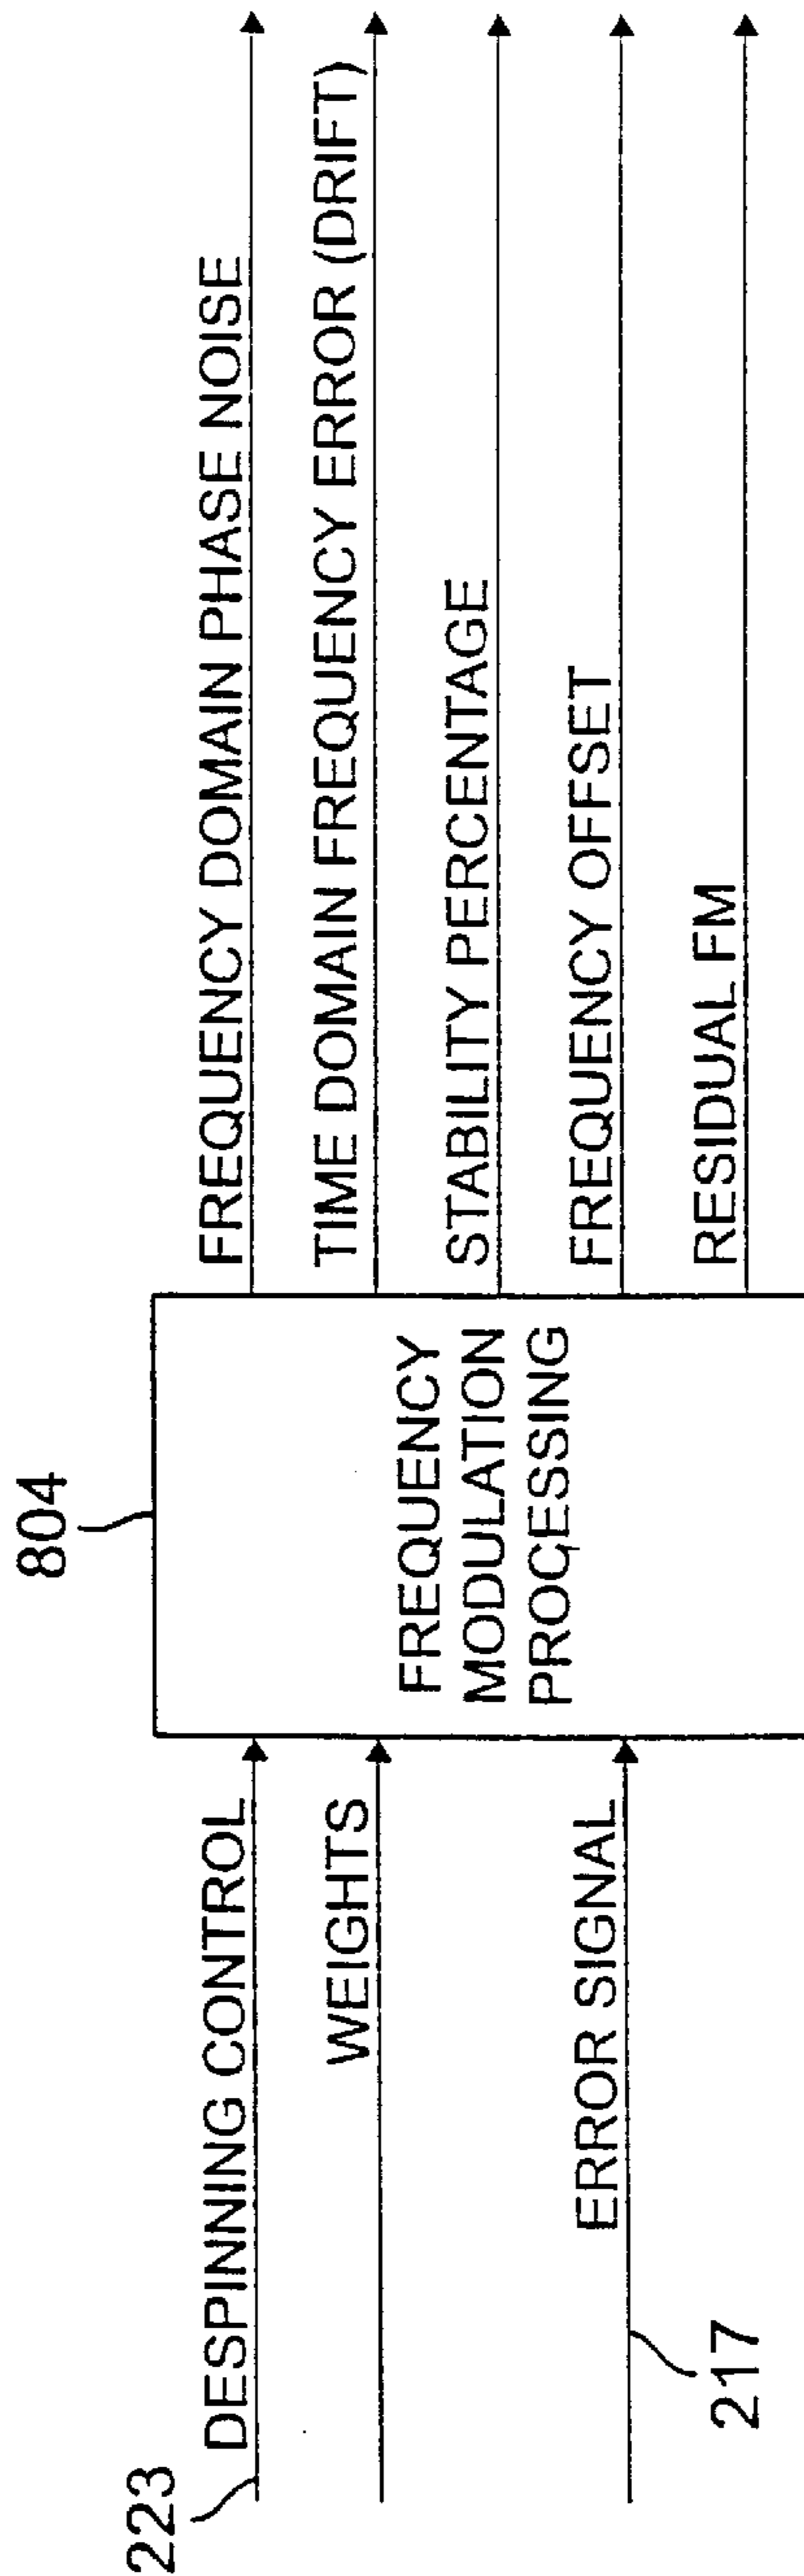 804
223
DESPINNING CONTROL
WEIGHTS
ERROR SIGNAL
217
FREQUENCY
MODULATION
PROCESSING
FREQUENCY DOMAIN PHASE NOISE
TIME DOMAIN FREQUENCY ERROR (DRIFT)
STABILITY PERCENTAGE
FREQUENCY OFFSET
RESIDUAL FM